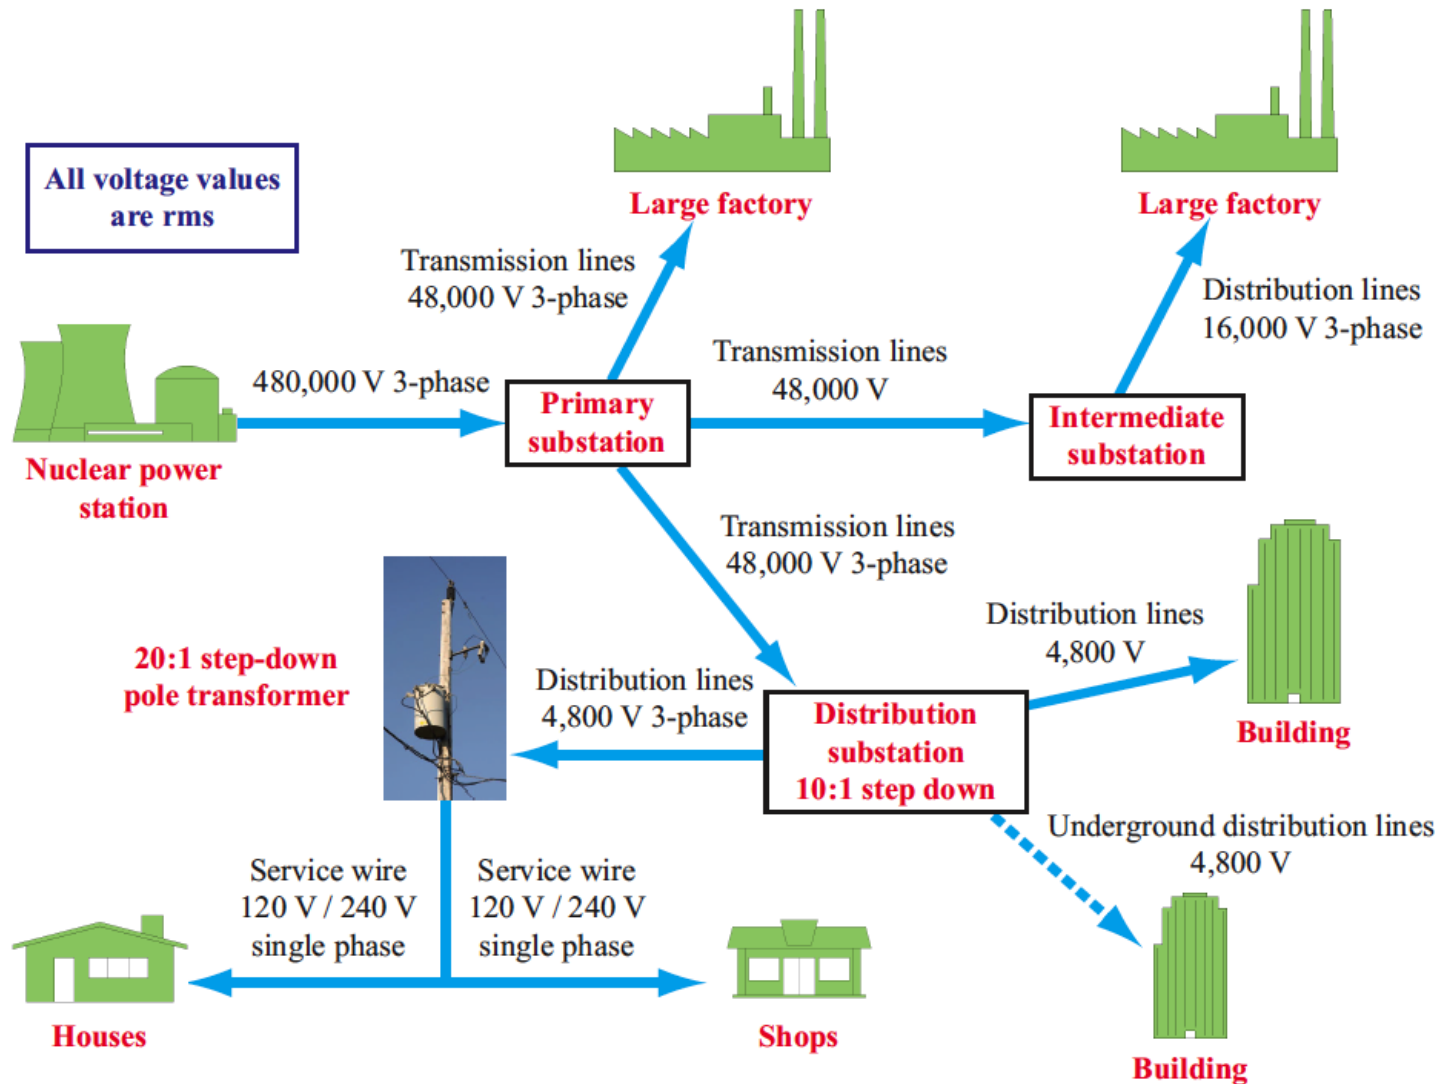 All voltage values
are rms
Large factory
Large factory
Transmission lines
48,000 V 3-phase
Distribution lines
16,000 V 3-phase
480,000 V 3-phase
Transmission lines
48,000 V
Primary
substation
Intermediate
substation
Nuclear power
station
Transmission lines
48,000 V 3-phase
Distribution lines
4,800 V
20:1 step-down
pole transformer
Distribution lines
4,800 V 3-phase
Distribution
substation
10:1 step down
Building
Underground distribution lines
4,800 V
Service wire
120 V / 240 V
single phase
Service wire
120 V / 240 V
single phase
Houses
Shops
Building